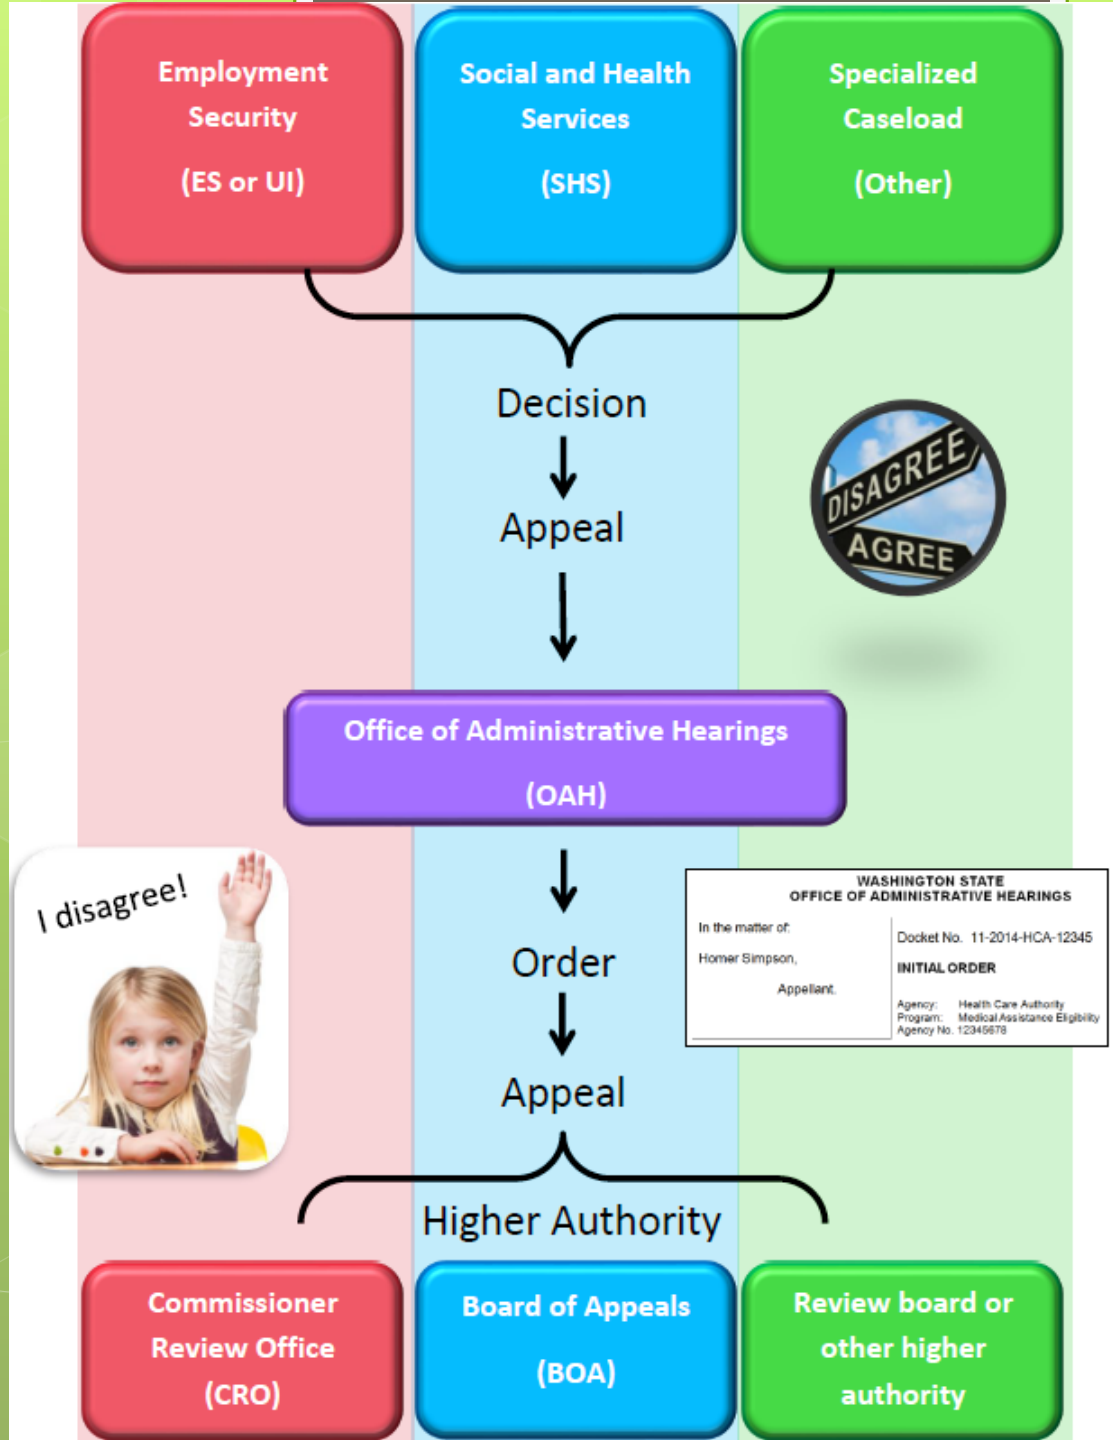 Employment
Security
(ES or UI)
Social and Health
Services
(SHS)
Specialized
Caseload
(Other)
Decision
Appeal
DISAGREE
AGREE
Office of Administrative Hearings
(OAH)
I disagree!
Order
Appeal
WASHINGTON STATE
OFFICE OF ADMINISTRATIVE HEARINGS
In the matter of:
Homer Simpson,
Appellant.
Docket No. 11-2014-HCA-12345
INITIAL ORDER
Agency: Health Care Authority
Program: Medical Assistance Eligibility
Agency No. 12345678
Higher Authority
Commissioner
Review Office
(CRO)
Board of Appeals
(BOA)
Review board or
other higher
authority